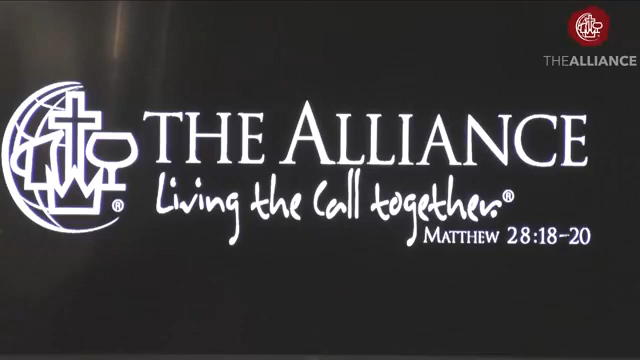 THE ALLIANCE
Living the Call together.®
MATTHEW 28:18-20
®
THEALLIANCE